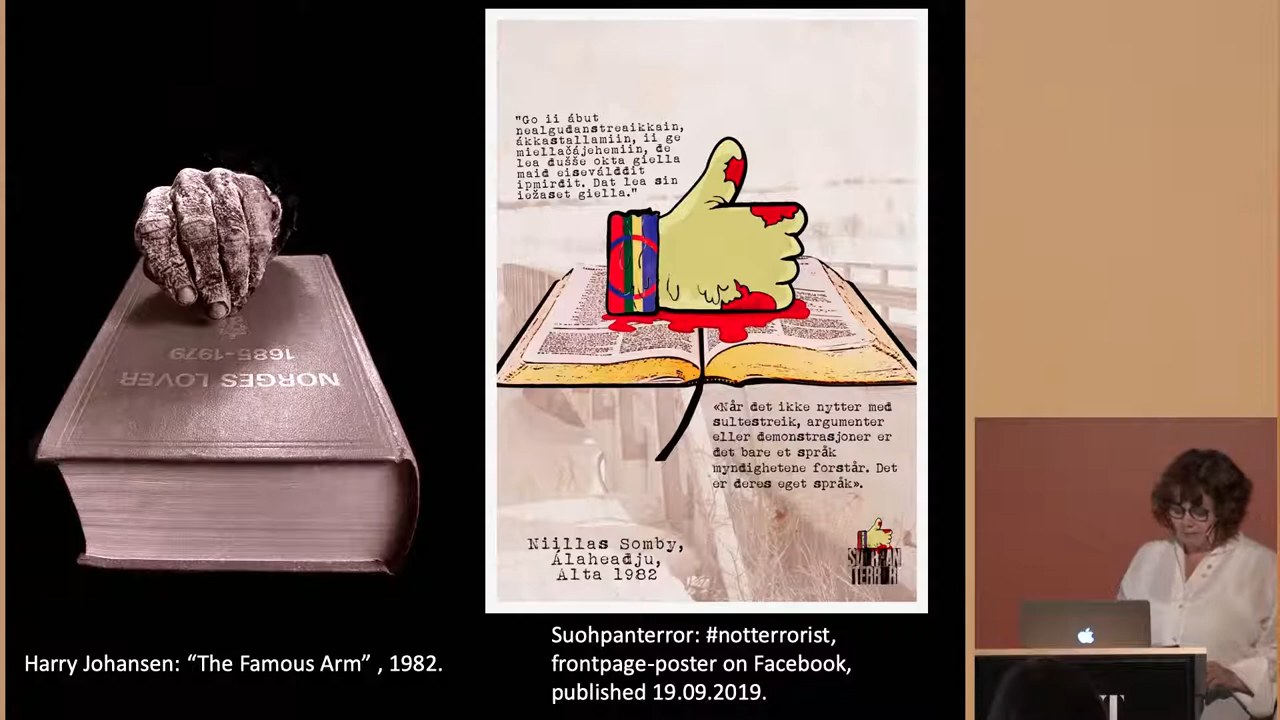 NORGES LOVER
1685-1979
"Go ii ábut
nealgudanstreaikkain,
ákkastallamiin, ii ge
miellačájehemiin, de
lea dušše okta giella
maid eiseválddit
ipmirdit. Dat lea sin
iežaset giella."
«Når det ikke nytter med
sultestreik, argumenter
eller demonstrasjoner er
det bare et språk
myndighetene forstår. Det
er deres eget språk».
Niillas Somby,
Álaheadju,
Alta 1982
SUOHPAN
TERROR
Harry Johansen: “The Famous Arm” , 1982.
Suohpanterror: #notterrorist,
frontpage-poster on Facebook,
published 19.09.2019.